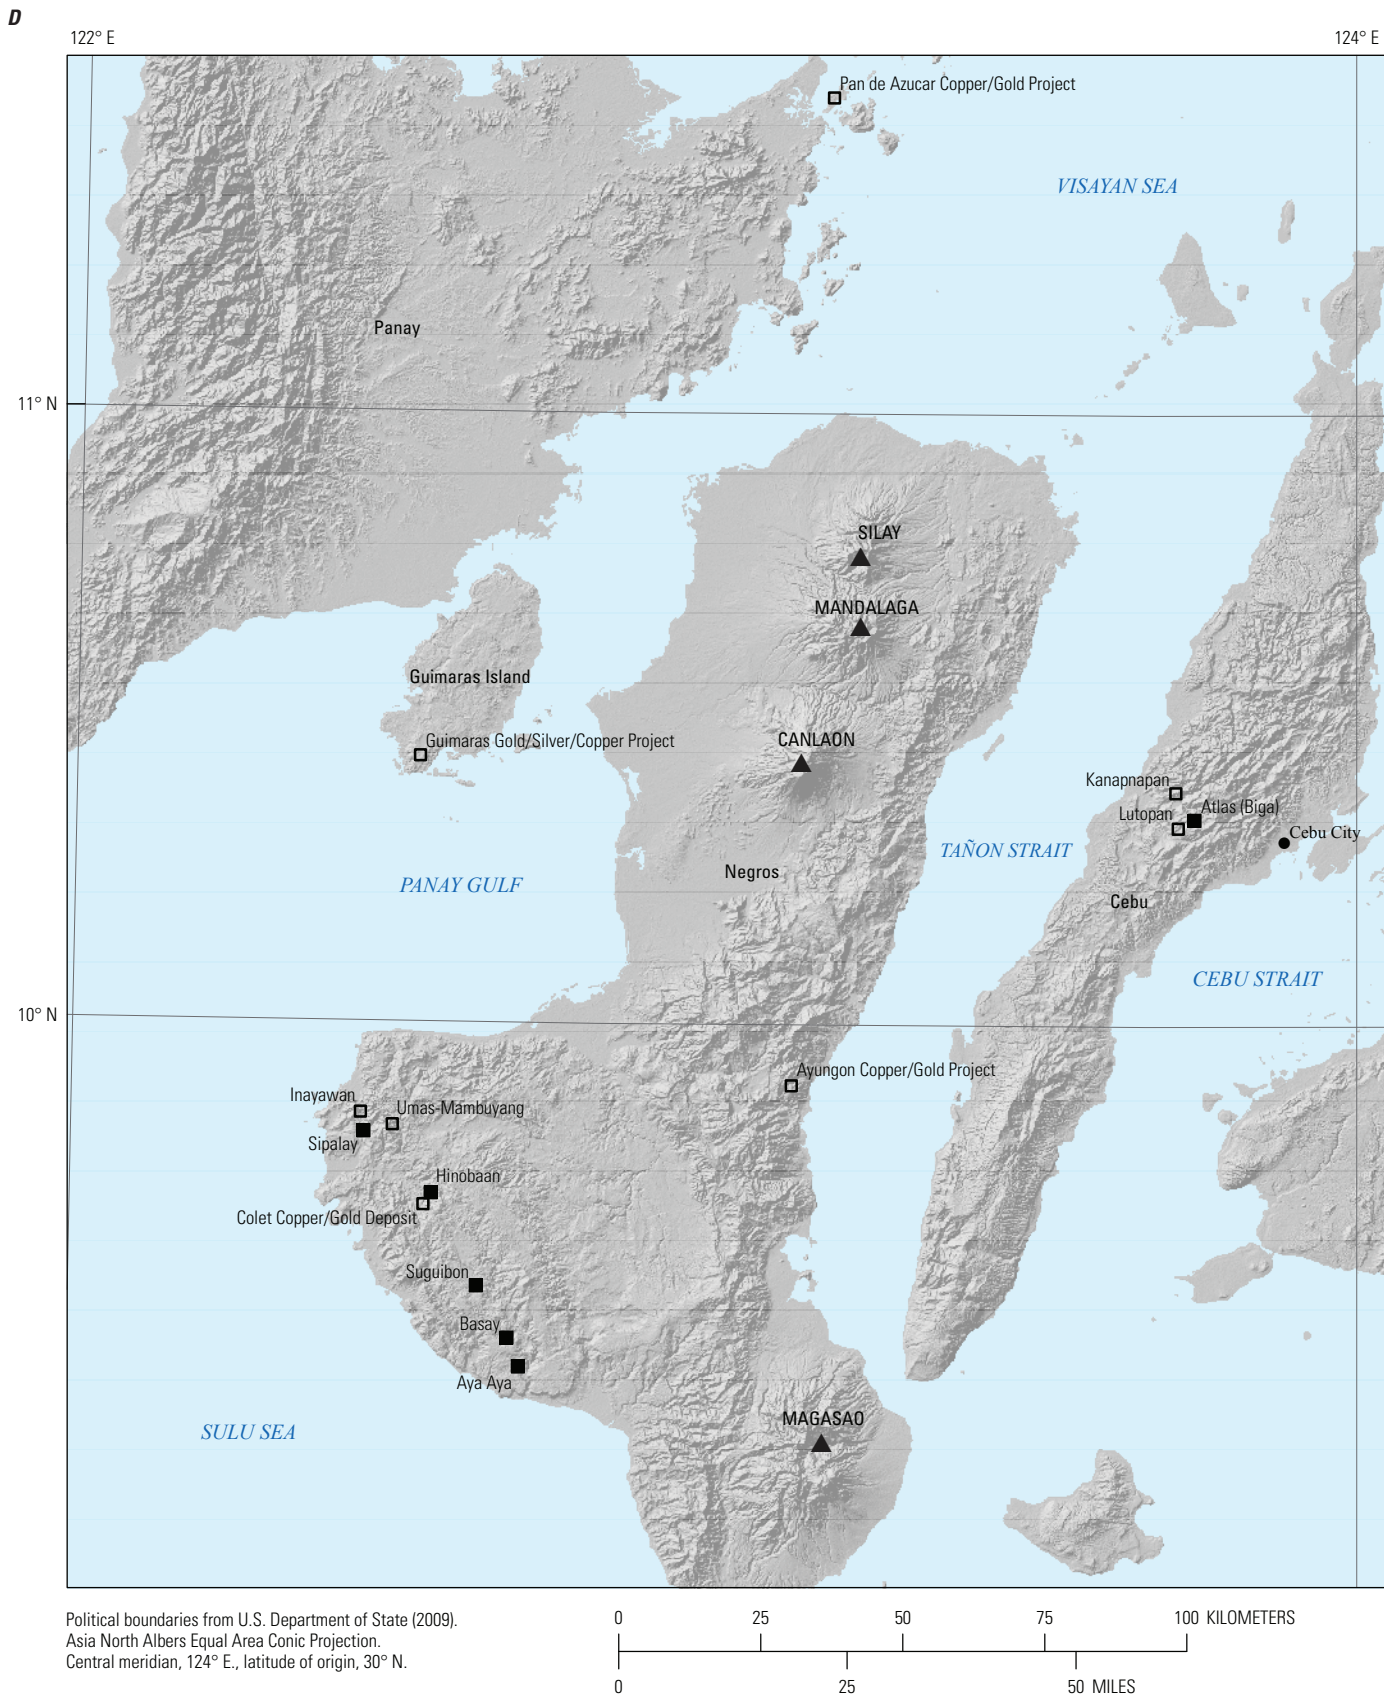 D
122° E
124° E
Pan de Azucar Copper/Gold Project
VISAYAN SEA
Panay
11° N
SILAY
MANDALAGA
Guimaras Island
Guimaras Gold/Silver/Copper Project
CANLAON
Kanapnapan
Atlas (Biga)
Lutopan
Cebu City
TAÑON STRAIT
Negros
PANAY GULF
Cebu
CEBU STRAIT
10° N
Ayungon Copper/Gold Project
Inayawan
Umas-Mambuyang
Sipalay
Hinobaan
Colet Copper/Gold Deposit
Suguibon
Basay
Aya Aya
MAGASAO
SULU SEA
Political boundaries from U.S. Department of State (2009).
Asia North Albers Equal Area Conic Projection.
Central meridian, 124° E., latitude of origin, 30° N.
0 25 50 75 100 KILOMETERS
0 25 50 MILES